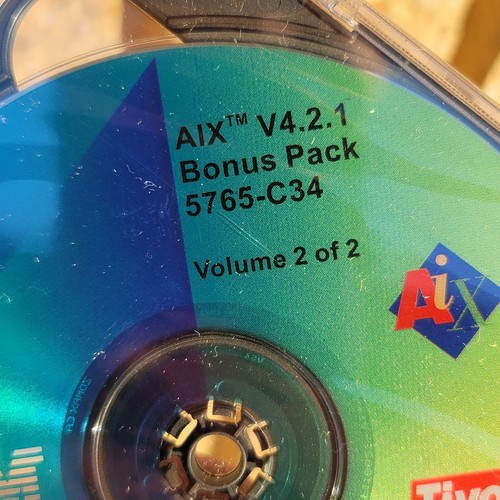 AIX™ V4.2.1
Bonus Pack
5765-C34
Volume 2 of 2
AiX